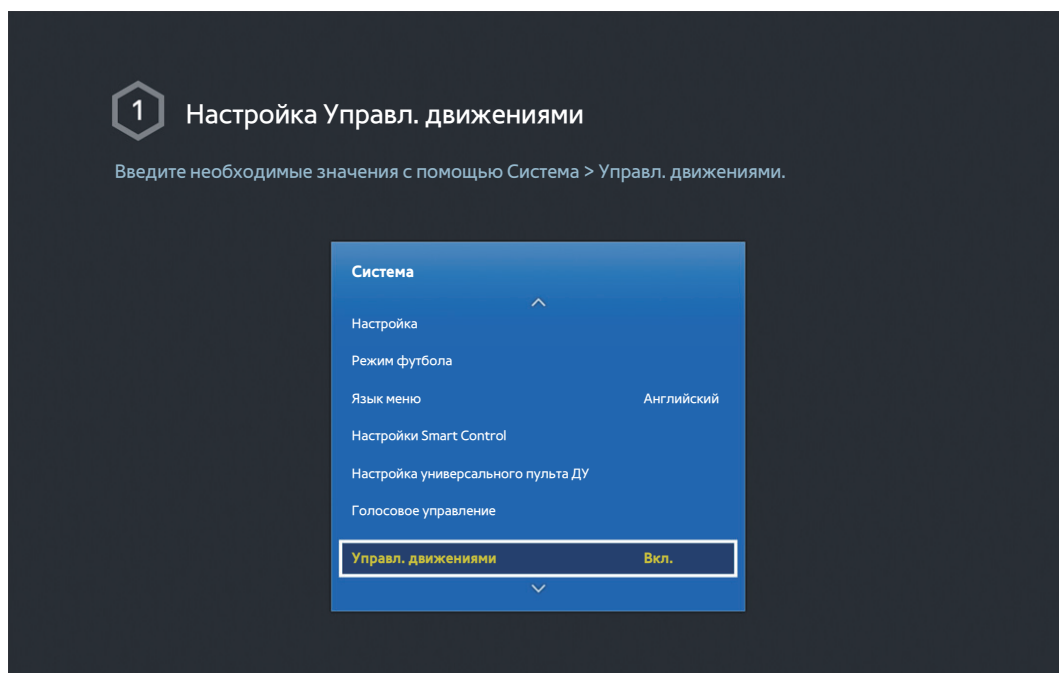 1
Настройка Управл. движениями
Введите необходимые значения с помощью Система > Управл. движениями.
Система
Настройка
Режим футбола
Язык меню Английский
Настройки Smart Control
Настройка универсального пульта ДУ
Голосовое управление
Управл. движениями Вкл.